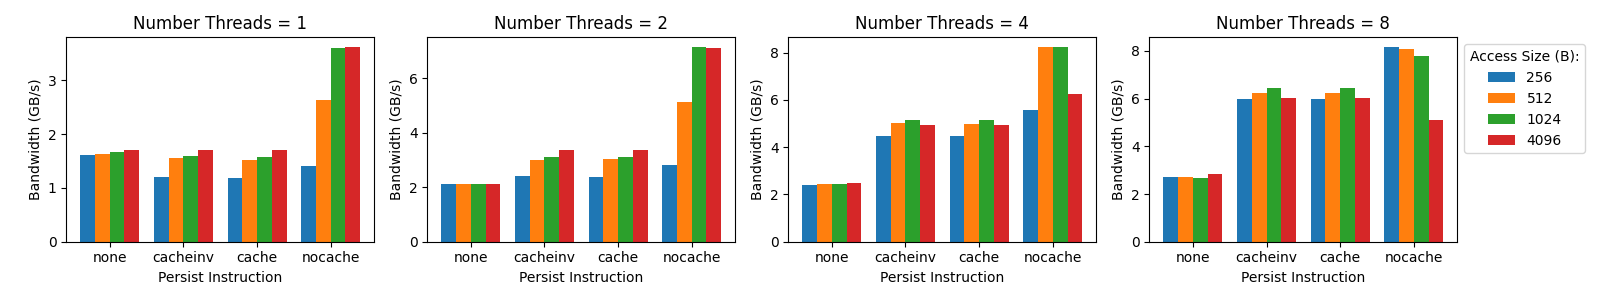 Number Threads = 1
Bandwidth (GB/s)
3
2
1
0
none cacheinv cache nocache
Persist Instruction
Number Threads = 2
Bandwidth (GB/s)
6
4
2
0
none cacheinv cache nocache
Persist Instruction
Number Threads = 4
Bandwidth (GB/s)
8
6
4
2
0
none cacheinv cache nocache
Persist Instruction
Number Threads = 8
Bandwidth (GB/s)
8
6
4
2
0
none cacheinv cache nocache
Persist Instruction
Access Size (B):
256
512
1024
4096